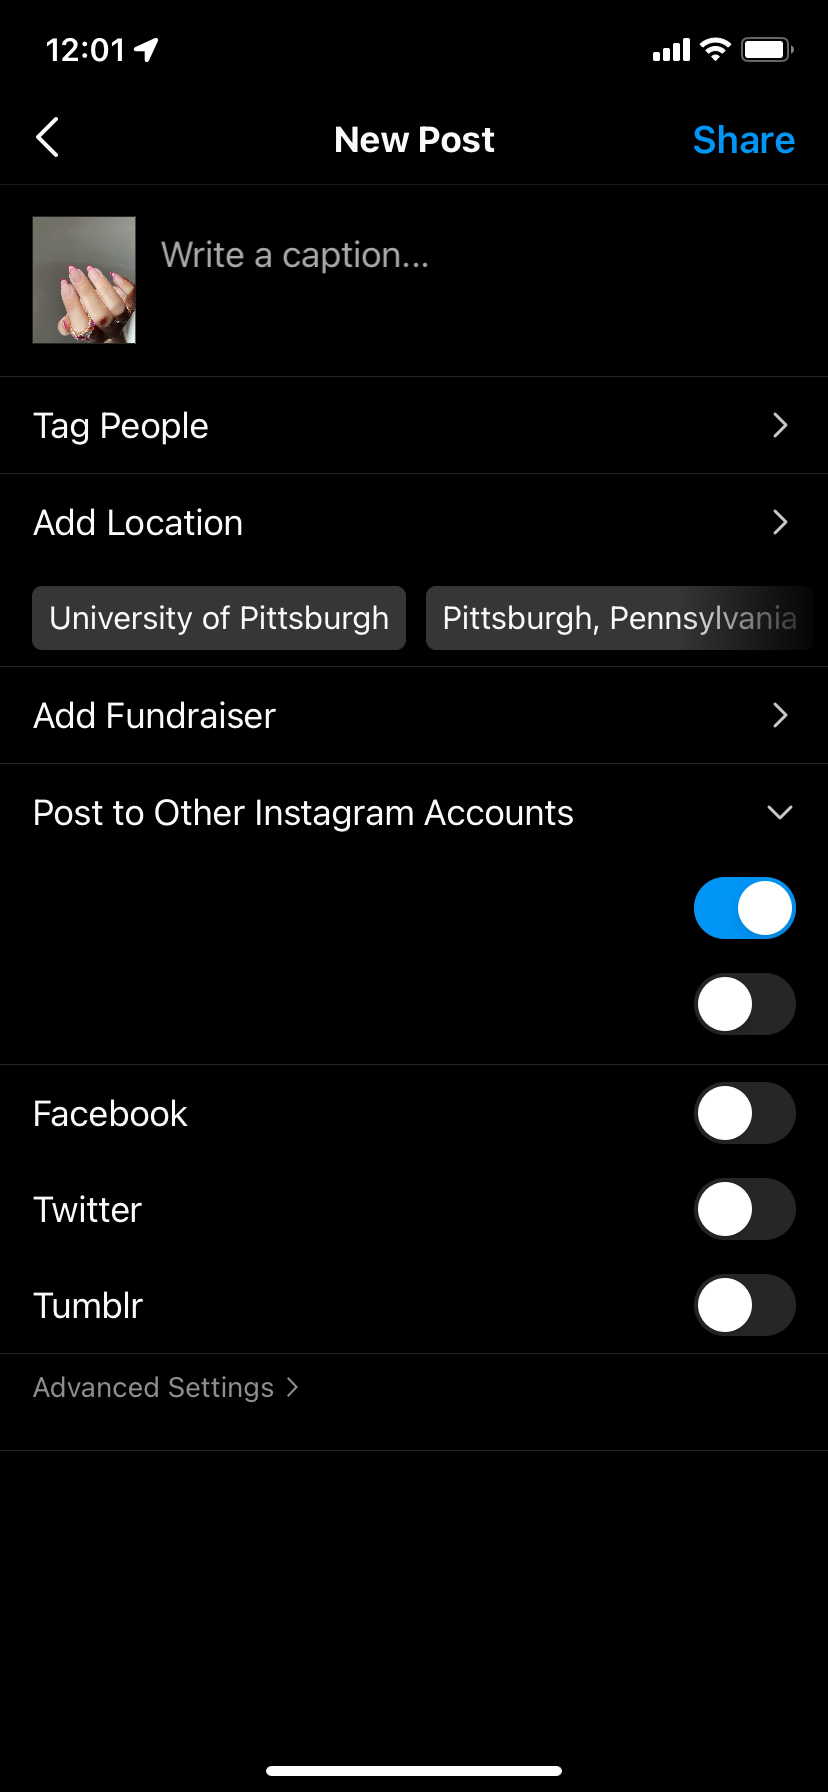 12:01
New Post
Share
Write a caption...
Tag People
Add Location
University of Pittsburgh
Pittsburgh, Pennsylvania
Add Fundraiser
Post to Other Instagram Accounts
Facebook
Twitter
Tumblr
Advanced Settings